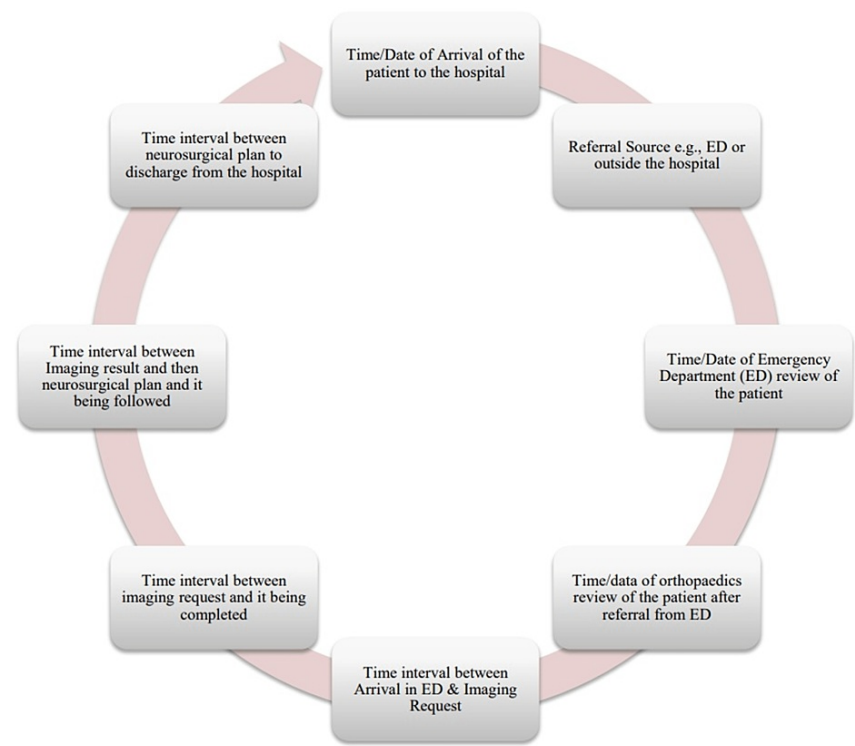 Time/Date of Arrival of the
patient to the hospital
Referral Source e.g., ED or
outside the hospital
Time/Date of Emergency
Department (ED) review of
the patient
Time/data of orthopaedics
review of the patient after
referral from ED
Time interval between
Arrival in ED & Imaging
Request
Time interval between
imaging request and it being
completed
Time interval between
Imaging result and then
neurosurgical plan and it
being followed
Time interval between
neurosurgical plan to
discharge from the hospital